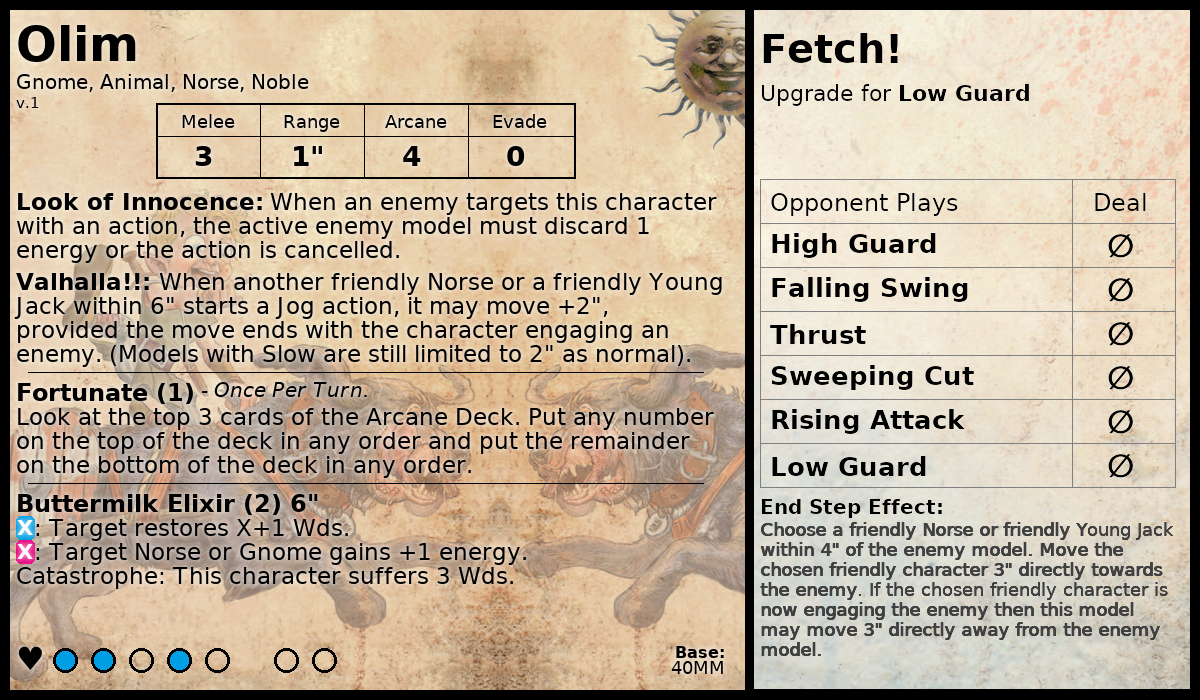 Olim
Gnome, Animal, Norse, Noble
v.1
Melee Range Arcane Evade
3 1" 4 0
Look of Innocence: When an enemy targets this character
with an action, the active enemy model must discard 1
energy or the action is cancelled.
Valhalla!!: When another friendly Norse or a friendly Young
Jack within 6" starts a Jog action, it may move +2",
provided the move ends with the character engaging an
enemy. (Models with Slow are still limited to 2" as normal).
Fortunate (1) - Once Per Turn.
Look at the top 3 cards of the Arcane Deck. Put any number
on the top of the deck in any order and put the remainder
on the bottom of the deck in any order.
Buttermilk Elixir (2) 6"
X: Target restores X+1 Wds.
X: Target Norse or Gnome gains +1 energy.
Catastrophe: This character suffers 3 Wds.
Base:
40MM
Fetch!
Upgrade for Low Guard
Opponent Plays Deal
High Guard ∅
Falling Swing ∅
Thrust ∅
Sweeping Cut ∅
Rising Attack ∅
Low Guard ∅
End Step Effect:
Choose a friendly Norse or friendly Young Jack
within 4" of the enemy model. Move the
chosen friendly character 3" directly towards
the enemy. If the chosen friendly character is
now engaging the enemy then this model
may move 3" directly away from the enemy
model.